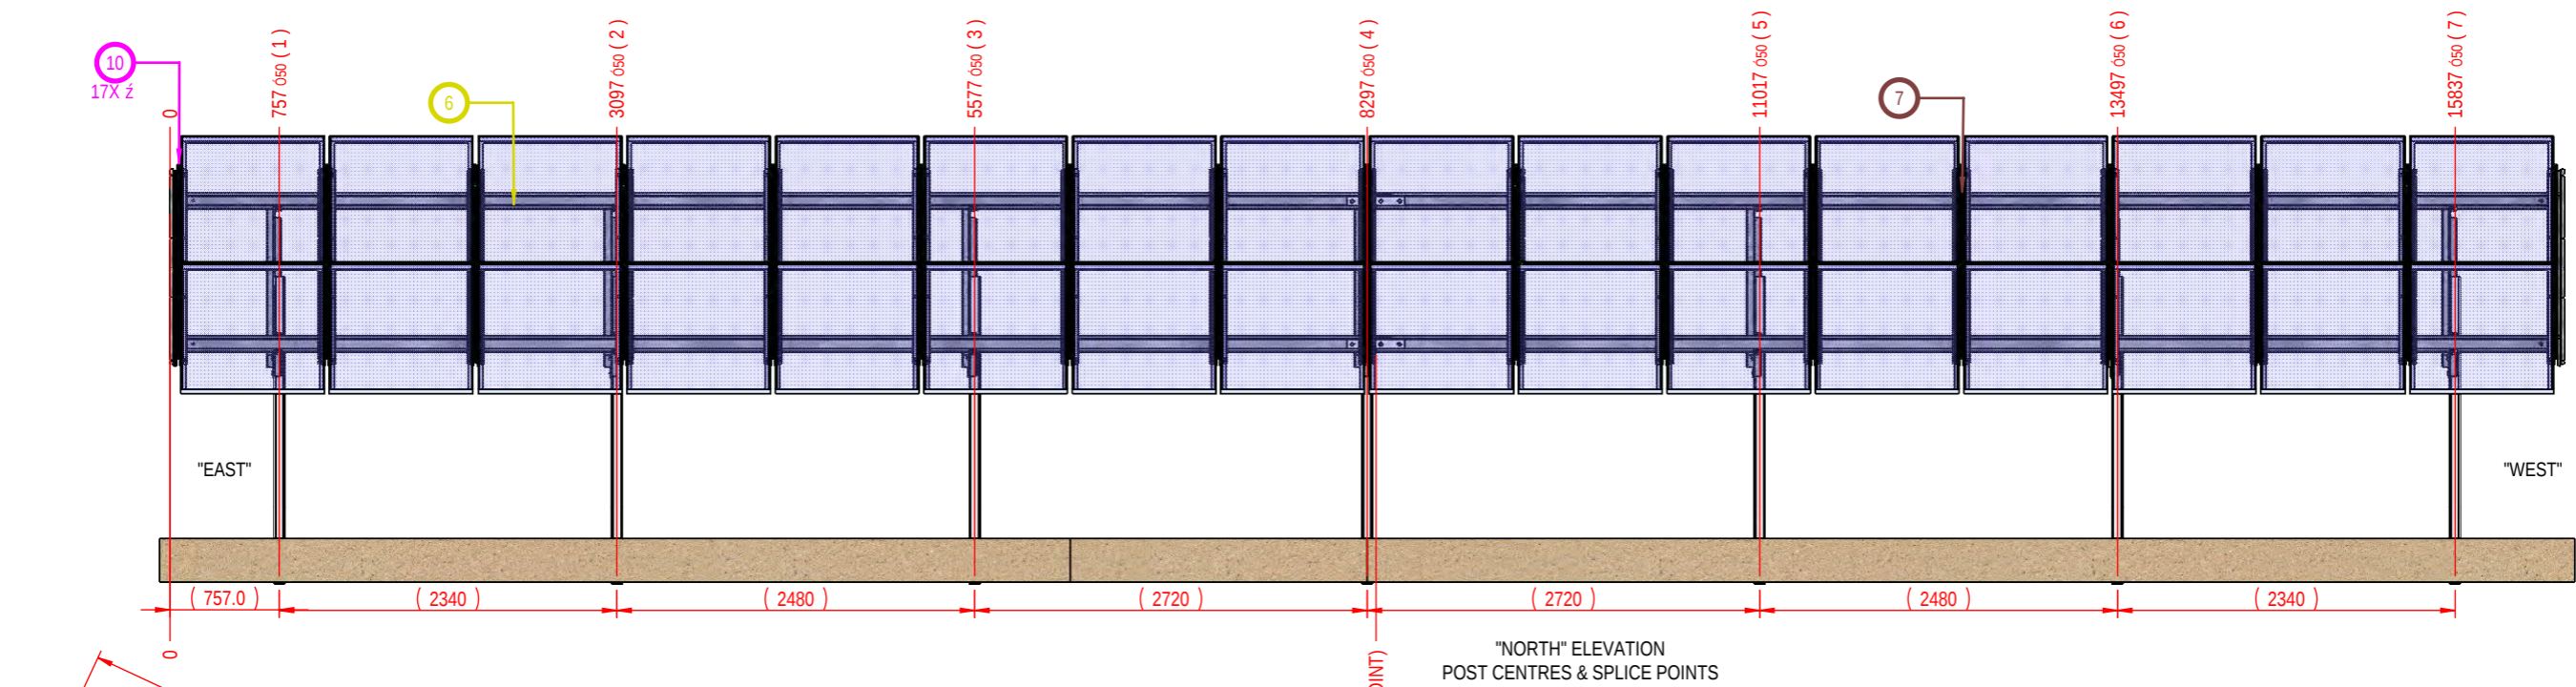 10
17X ź
6
7
0
757 Ó50 ( 1 )
3097 Ó50 ( 2 )
5577 Ó50 ( 3 )
8297 Ó50 ( 4 )
11017 Ó50 ( 5 )
13497 Ó50 ( 6 )
15837 Ó50 ( 7 )
"EAST"
"WEST"
( 757.0 )
( 2340 )
( 2480 )
( 2720 )
( 2720 )
( 2480 )
( 2340 )
0
"NORTH" ELEVATION
POST CENTRES & SPLICE POINTS